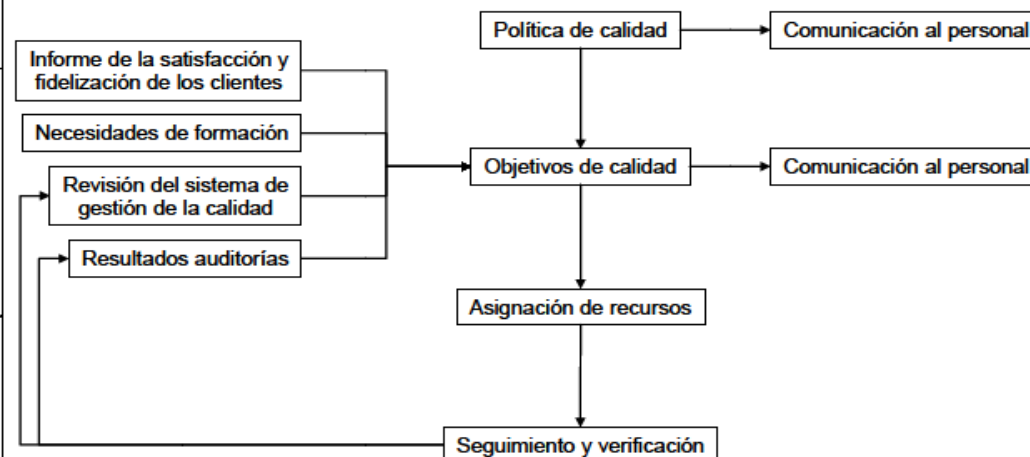 Política de calidad
Comunicación al personal
Informe de la satisfacción y
fidelización de los clientes
Necesidades de formación
Objetivos de calidad
Comunicación al personal
Revisión del sistema de
gestión de la calidad
Resultados auditorías
Asignación de recursos
Seguimiento y verificación